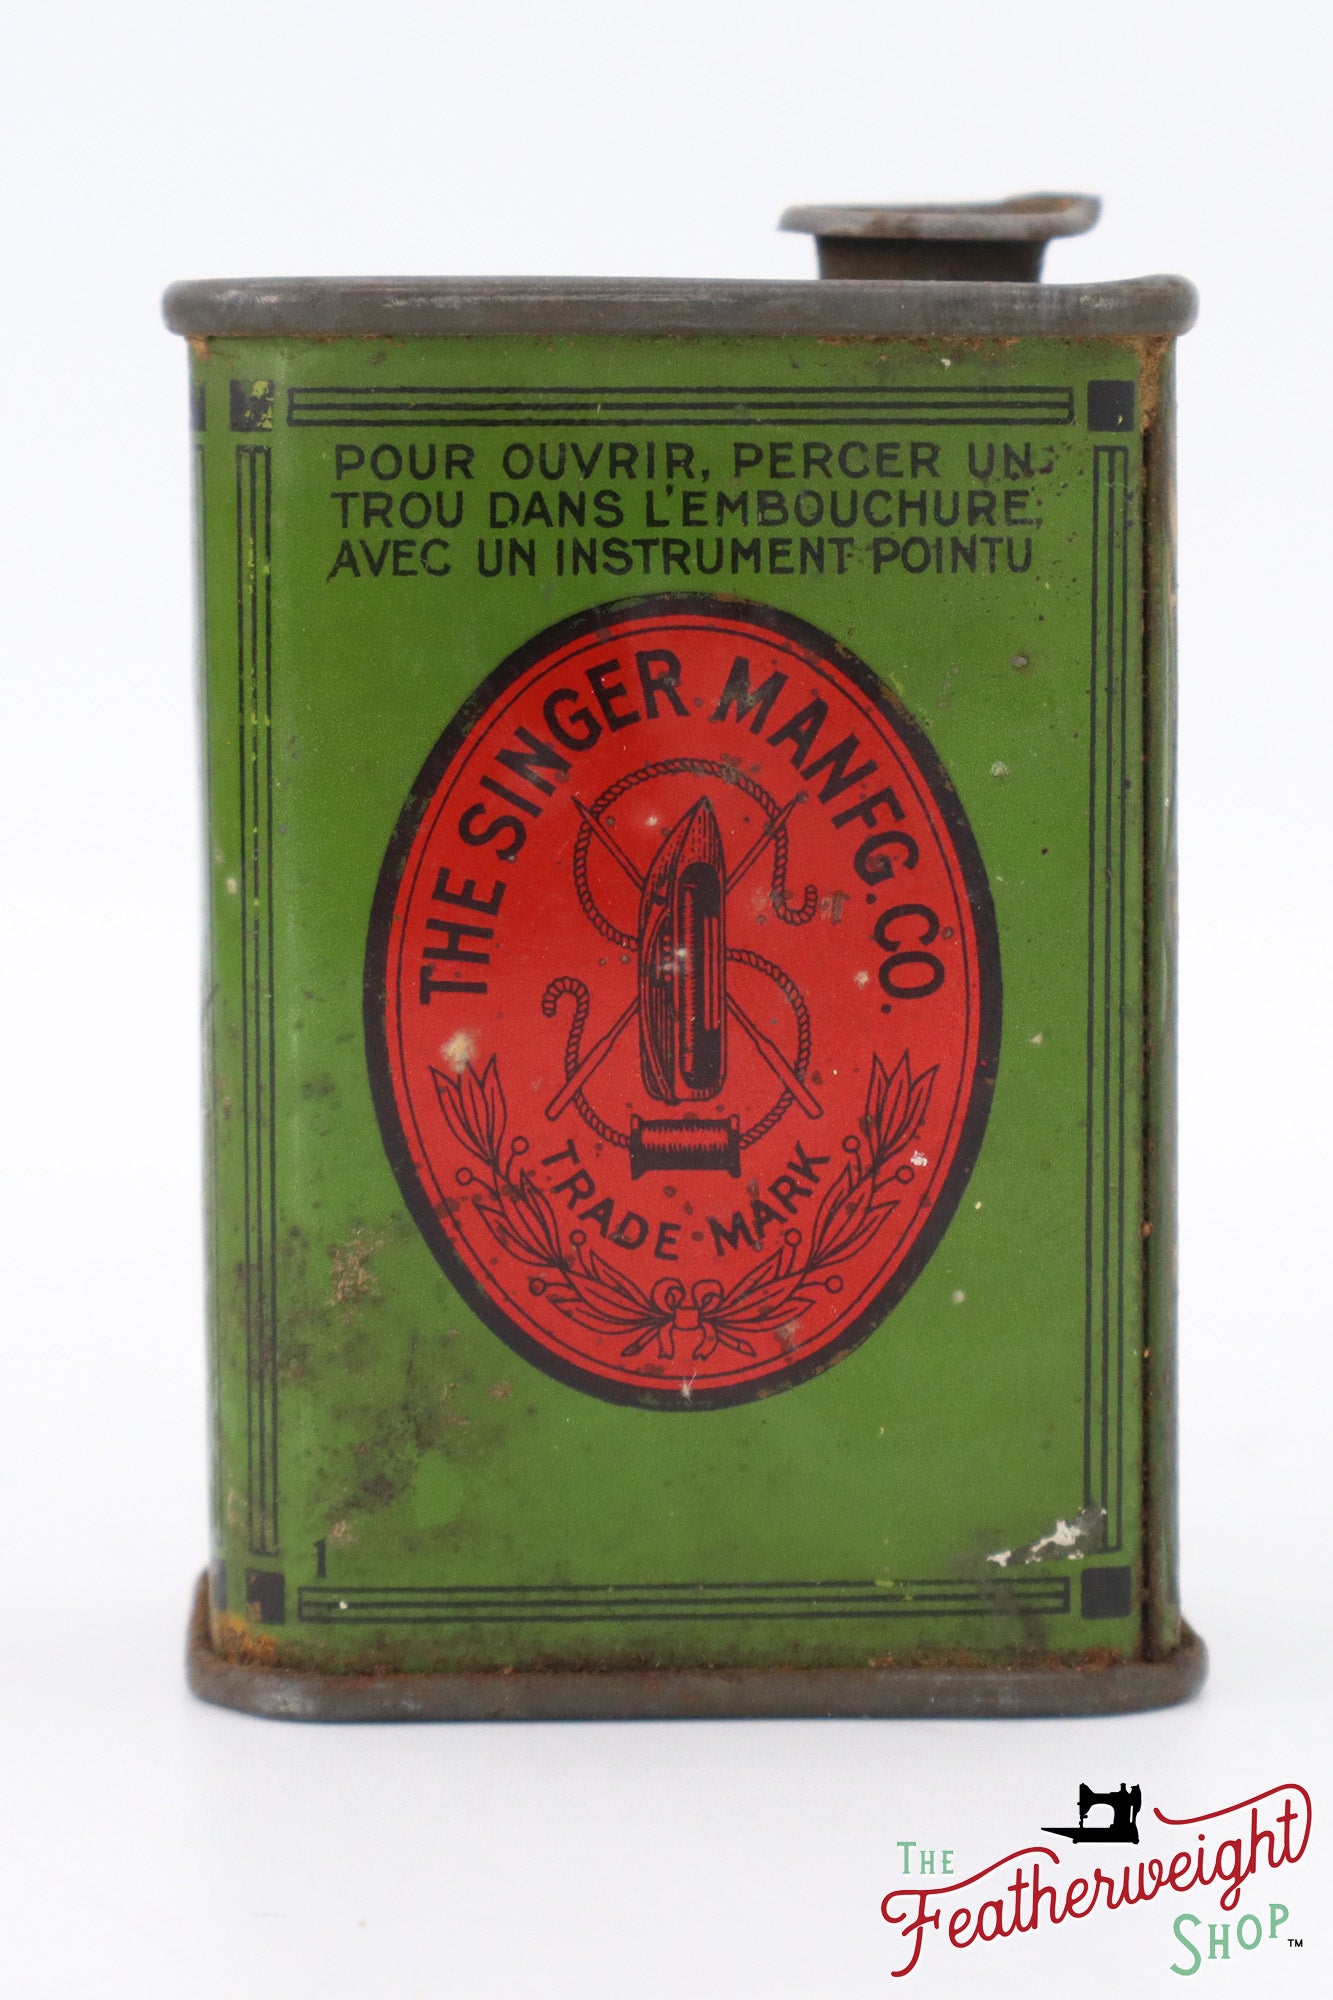 POUR OUVRIR, PERCER UN
TROU DANS L'EMBOUCHURE,
AVEC UN INSTRUMENT POINTU
THE SINGER MANFG. CO.
TRADE MARK
1
THE
Featherweight
SHOP™